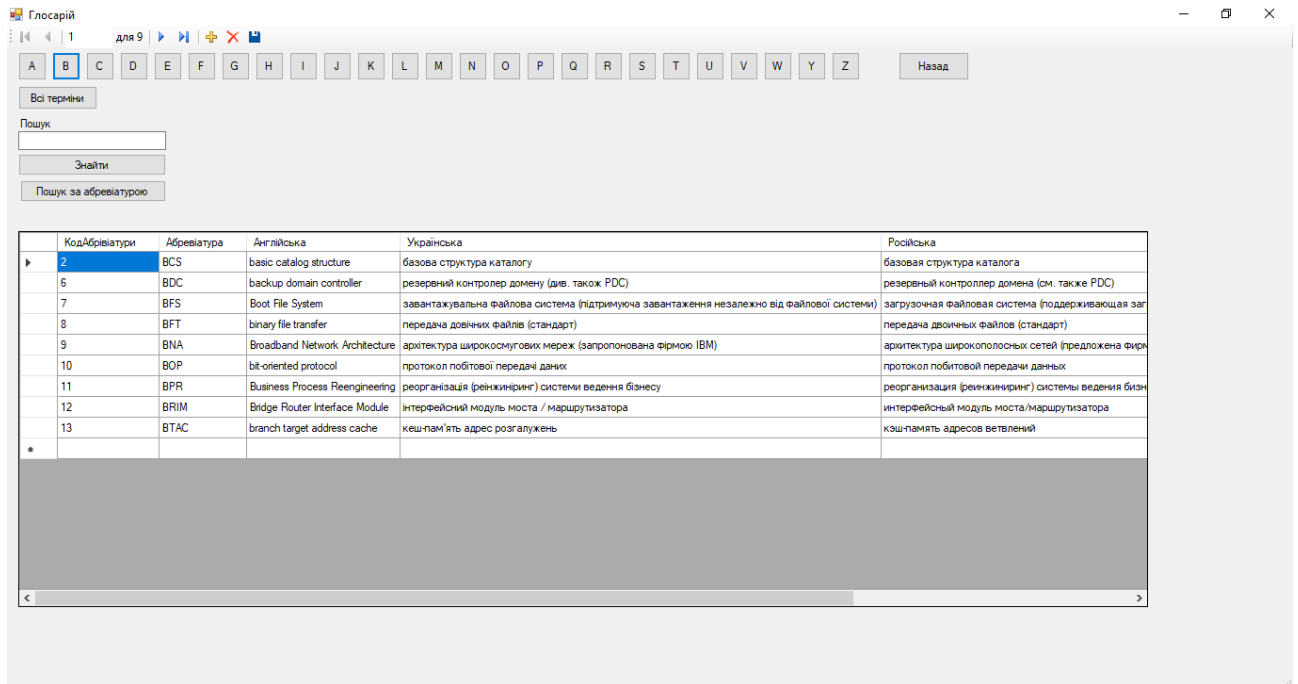 Глосарій
1 для 9
A B C D E F G H I J K L M N O P Q R S T U V W Y Z Назад
Всі терміни
Пошук
Знайти
Пошук за абревіатурою
КодАбрівіатури Абревіатура Англійська Українська Російська
2 BCS basic catalog structure базова структура каталогу базовая структура каталога
6 BDC backup domain controller резервний контролер домену (див. також PDC) резервный контроллер домена (см. также PDC)
7 BFS Boot File System завантажувальна файлова система (підтримуюча завантаження незалежно від файлової системи) загрузочная файловая система (поддерживающая заг
8 BFT binary file transfer передача довічних файлів (стандарт) передача двоичных файлов (стандарт)
9 BNA Broadband Network Architecture архітектура широкосмугових мереж (запропонована фірмою IBM) архитектура широкополосных сетей (предложена фирм
10 BOP bit-oriented protocol протокол побітової передачі даних протокол побитовой передачи данных
11 BPR Business Process Reengineering реорганізація (реінжиніринг) системи ведення бізнесу реорганизация (реинжиниринг) системы ведения бизн
12 BRIM Bridge Router Interface Module інтерфейсний модуль моста / маршрутизатора интерфейсный модуль моста/маршрутизатора
13 BTAC branch target address cache кеш-пам'ять адрес розгалужень кэш-память адресов ветвлений